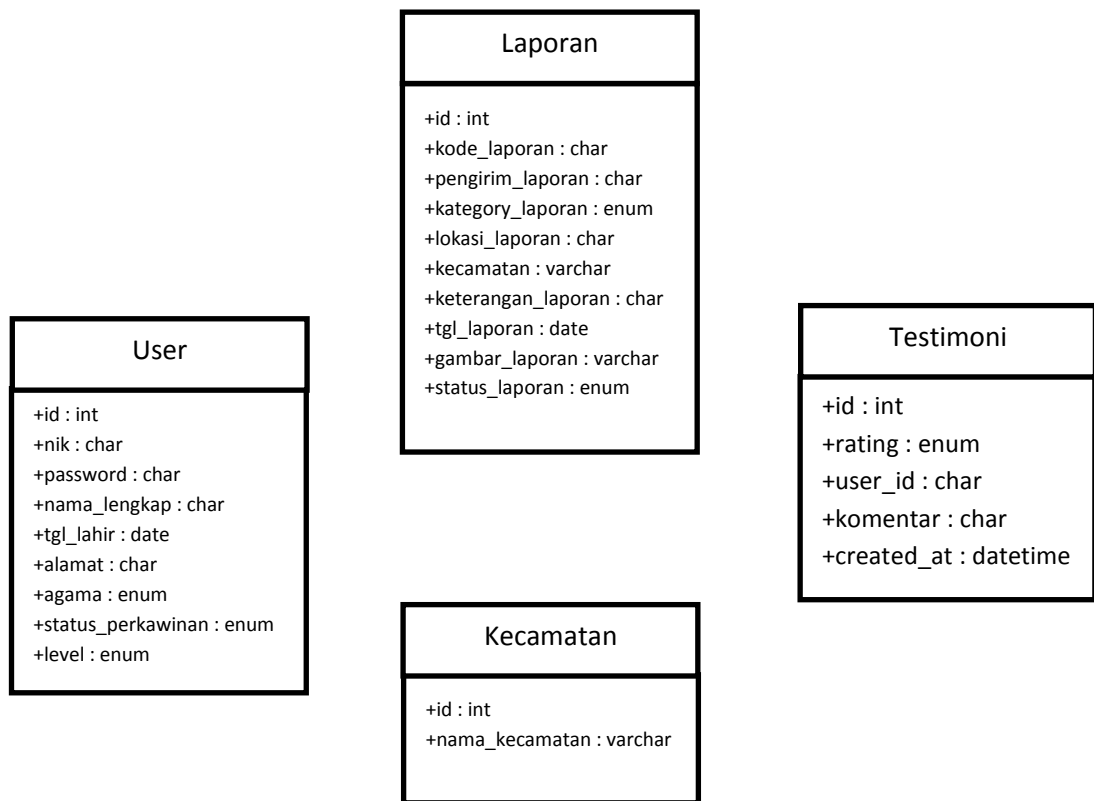 Laporan
+id : int
+kode_laporan : char
+pengirim_laporan : char
+kategory_laporan : enum
+lokasi_laporan : char
+kecamatan : varchar
+keterangan_laporan : char
+tgl_laporan : date
+gambar_laporan : varchar
+status_laporan : enum
User
+id : int
+nik : char
+password : char
+nama_lengkap : char
+tgl_lahir : date
+alamat : char
+agama : enum
+status_perkawinan : enum
+level : enum
Testimoni
+id : int
+rating : enum
+user_id : char
+komentar : char
+created_at : datetime
Kecamatan
+id : int
+nama_kecamatan : varchar